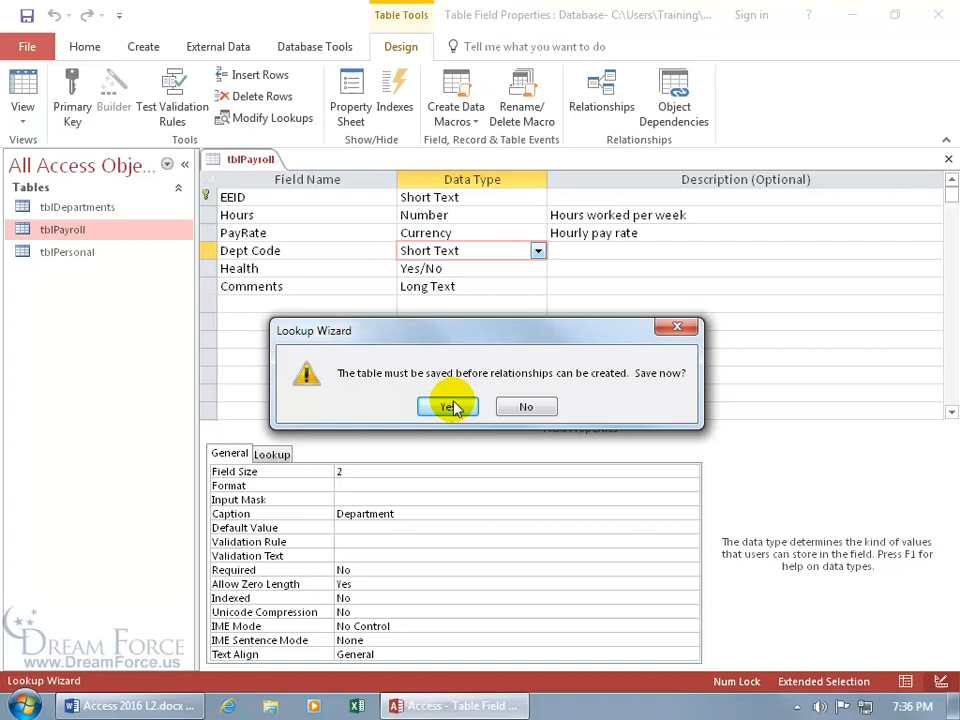 Table Tools
Table Field Properties : Database- C:\Users\Training\...
Sign in
?
File
Home
Create
External Data
Database Tools
Design
Tell me what you want to do
View
Primary Key
Builder
Test Validation Rules
Insert Rows
Delete Rows
Modify Lookups
Property Sheet
Indexes
Create Data Macros
Rename/ Delete Macro
Relationships
Object Dependencies
Views
Tools
Show/Hide
Field, Record & Table Events
Relationships
All Access Obje...
Tables
tblDepartments
tblPayroll
tblPersonal
tblPayroll
Field Name Data Type Description (Optional)
EEID Short Text
Hours Number Hours worked per week
PayRate Currency Hourly pay rate
Dept Code Short Text
Health Yes/No
Comments Long Text
Lookup Wizard
The table must be saved before relationships can be created. Save now?
Yes No
General Lookup
Field Size 2
Format
Input Mask
Caption Department
Default Value
Validation Rule
Validation Text
Required No
Allow Zero Length Yes
Indexed No
Unicode Compression No
IME Mode No Control
IME Sentence Mode None
Text Align General
The data type determines the kind of values
that users can store in the field. Press F1 for
help on data types.
DREAM FORCE
www.DreamForce.us
Lookup Wizard
Num Lock Extended Selection
Access 2016 L2.docx ...
Access - Table Field ...
7:36 PM